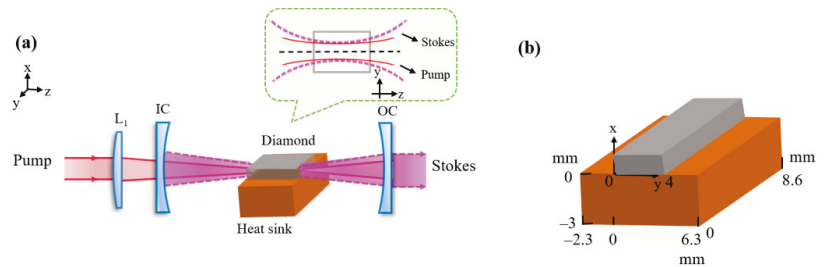 (a)
x
y
z
L1
IC
Pump
Diamond
Heat sink
OC
Stokes
Stokes
Pump
y
z
(b)
x
mm
0
0
y
4
mm
8.6
−3
−2.3
0
6.3
0
mm